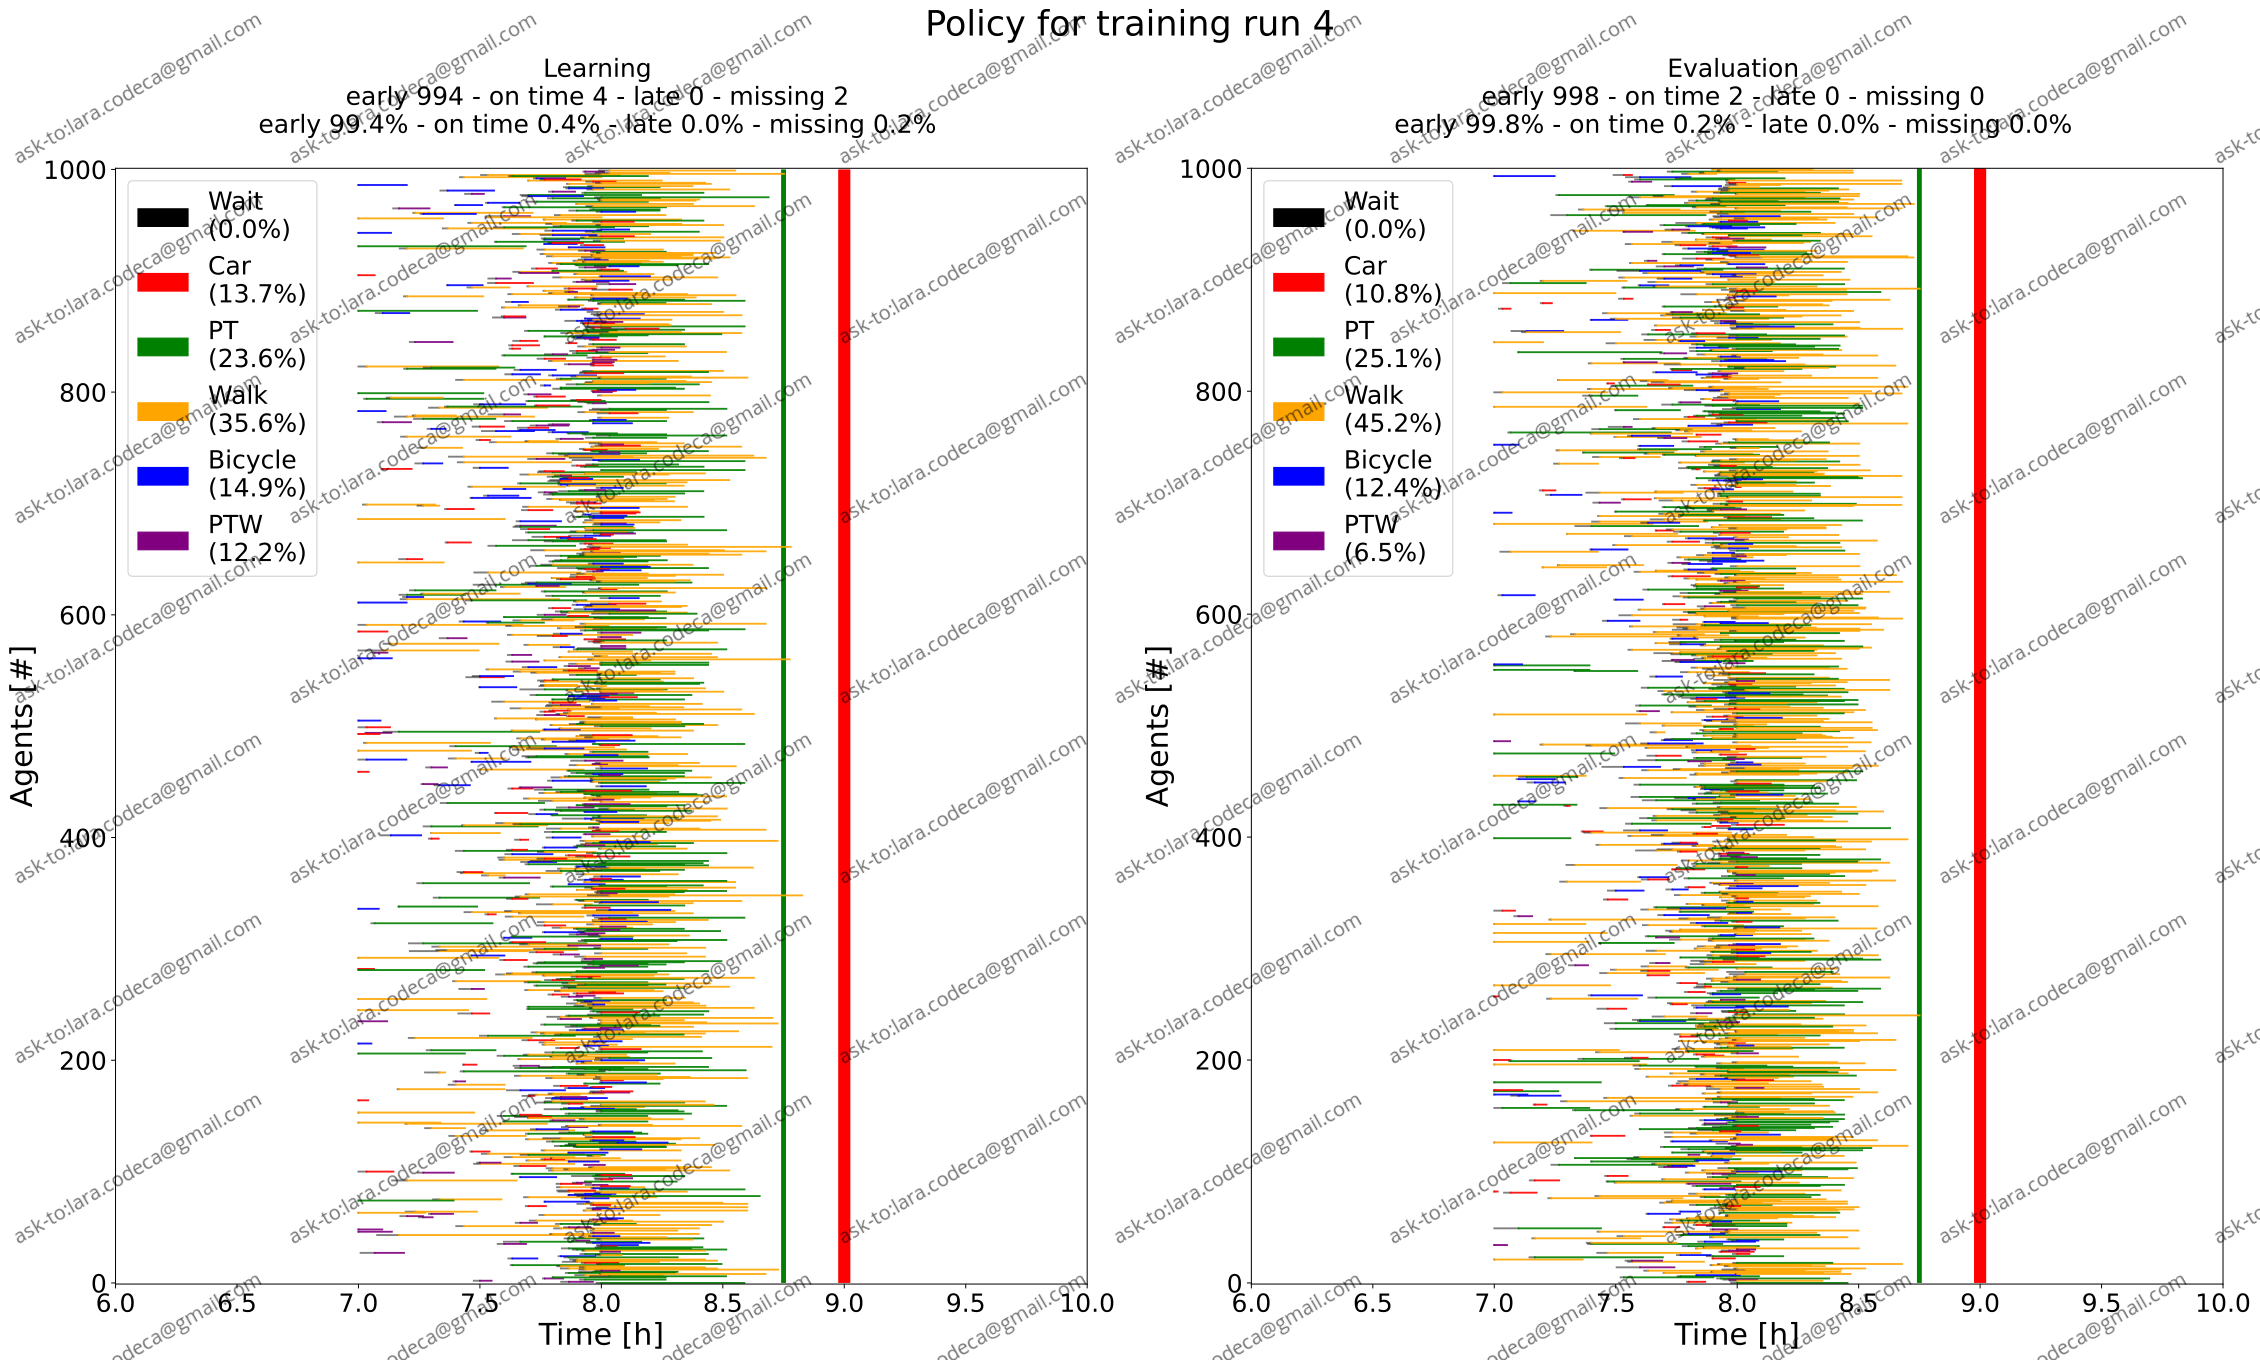 Policy for training run 4
Learning
early 994 - on time 4 - late 0 - missing 2
early 99.4% - on time 0.4% - late 0.0% - missing 0.2%
1000
800
600
400
200
0
Agents [#]
Wait
(0.0%)
Car
(13.7%)
PT
(23.6%)
Walk
(35.6%)
Bicycle
(14.9%)
PTW
(12.2%)
6.0 6.5 7.0 7.5 8.0 8.5 9.0 9.5 10.0
Time [h]
Evaluation
early 998 - on time 2 - late 0 - missing 0
early 99.8% - on time 0.2% - late 0.0% - missing 0.0%
1000
800
600
400
200
0
Agents [#]
Wait
(0.0%)
Car
(10.8%)
PT
(25.1%)
Walk
(45.2%)
Bicycle
(12.4%)
PTW
(6.5%)
6.0 6.5 7.0 7.5 8.0 8.5 9.0 9.5 10.0
Time [h]
ask-to:lara.codeca@gmail.com